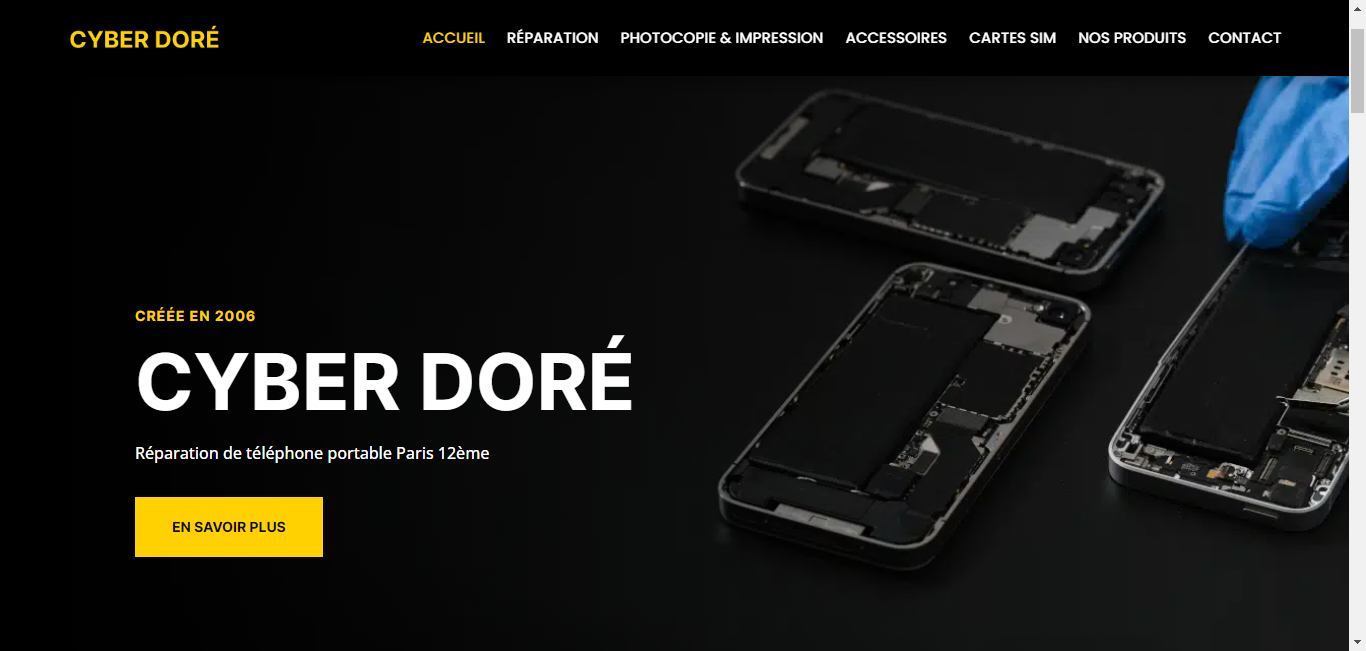 CYBER DORÉ
ACCUEIL RÉPARATION PHOTOCOPIE & IMPRESSION ACCESSOIRES CARTES SIM NOS PRODUITS CONTACT
CRÉÉE EN 2006
CYBER DORÉ
Réparation de téléphone portable Paris 12ème
EN SAVOIR PLUS